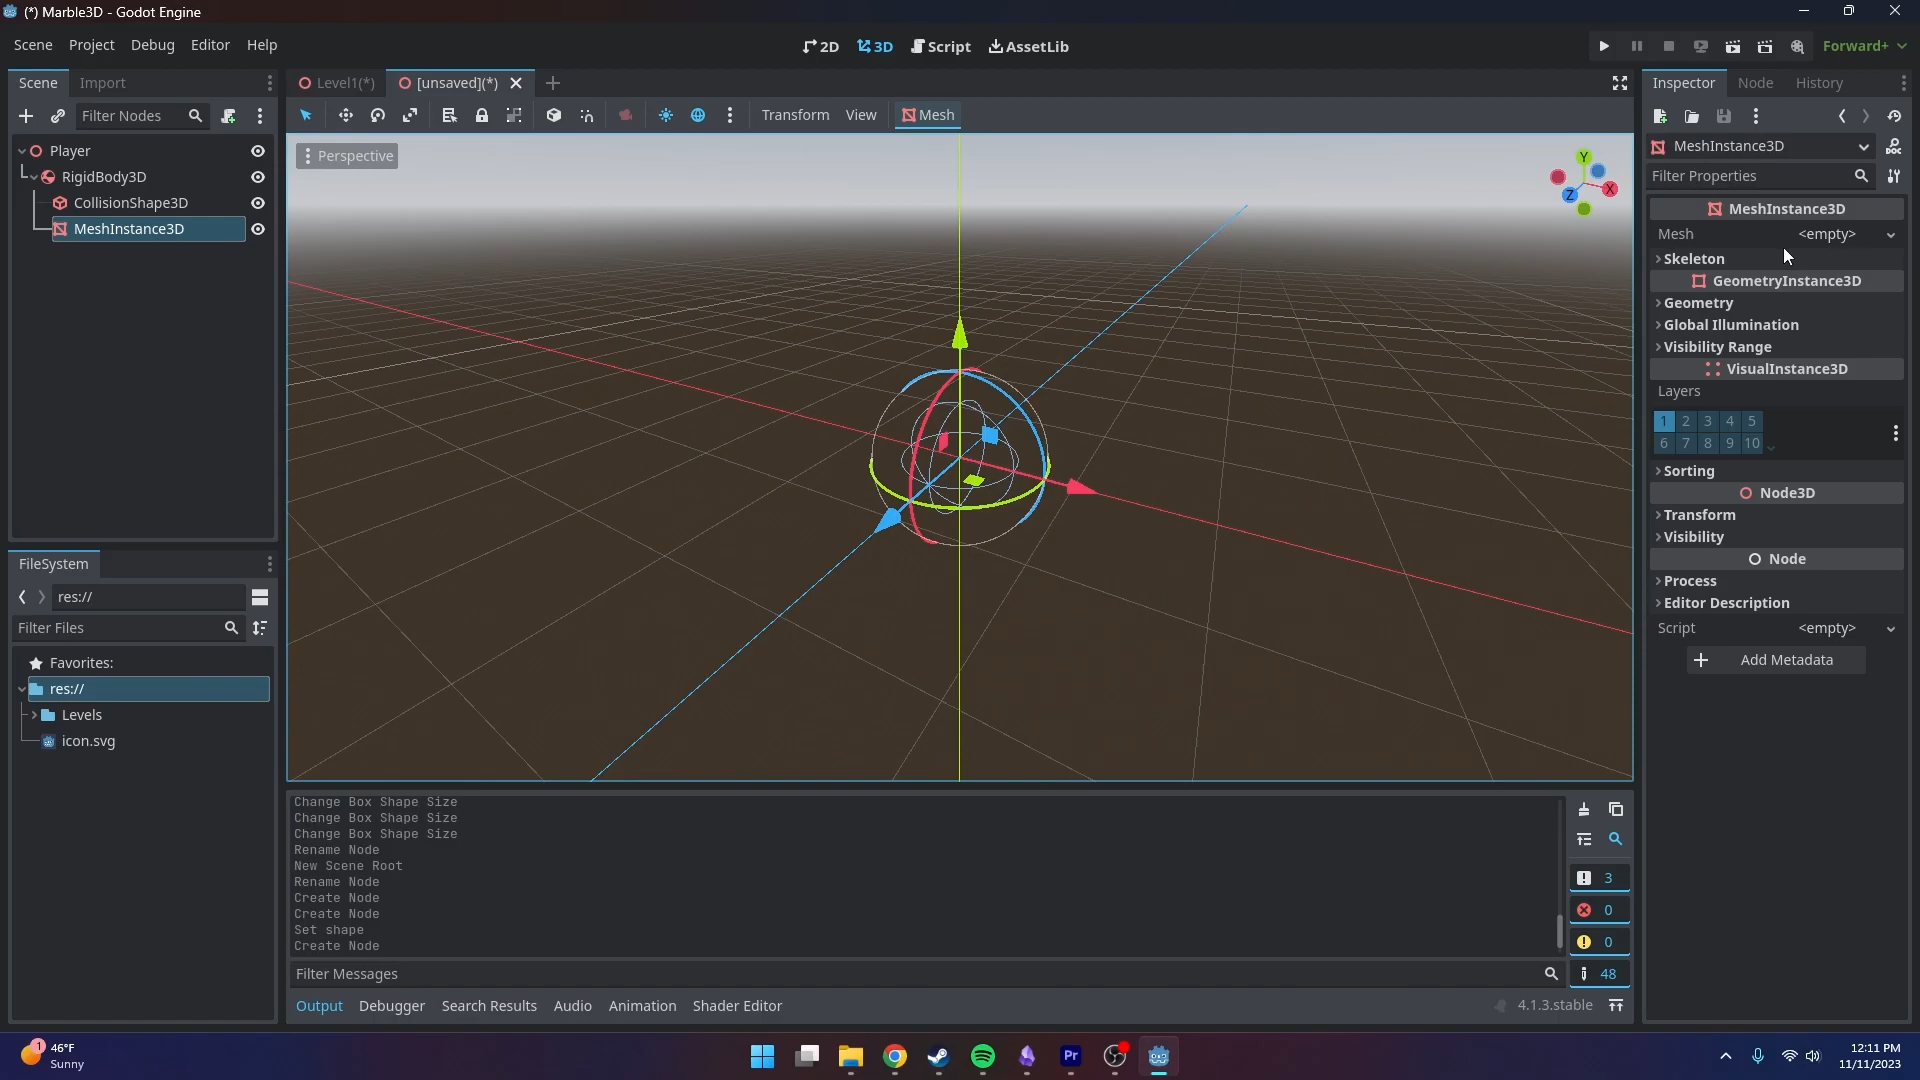 (*) Marble3D - Godot Engine
Scene Project Debug Editor Help
2D 3D Script AssetLib
Forward+
Scene Import
Filter Nodes
Player
RigidBody3D
CollisionShape3D
MeshInstance3D
FileSystem
res://
Filter Files
Favorites:
res://
Levels
icon.svg
Level1(*) [unsaved](*)
Transform View Mesh
Perspective
Y
X
Z
Change Box Shape Size
Change Box Shape Size
Change Box Shape Size
Rename Node
New Scene Root
Rename Node
Create Node
Create Node
Set shape
Create Node
3
0
0
48
Filter Messages
Output Debugger Search Results Audio Animation Shader Editor
4.1.3.stable
Inspector Node History
MeshInstance3D
Filter Properties
MeshInstance3D
Mesh <empty>
Skeleton
GeometryInstance3D
Geometry
Global Illumination
Visibility Range
VisualInstance3D
Layers
1 2 3 4 5
6 7 8 9 10
Sorting
Node3D
Transform
Visibility
Node
Process
Editor Description
Script <empty>
Add Metadata
1
46°F
Sunny
Pr
12:11 PM
11/11/2023